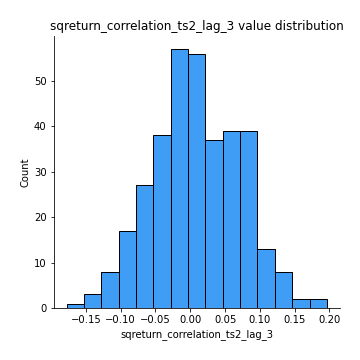 sqreturn_correlation_ts2_lag_3 value distribution
Count
50
40
30
20
10
0
−0.15 −0.10 −0.05 0.00 0.05 0.10 0.15 0.20
sqreturn_correlation_ts2_lag_3